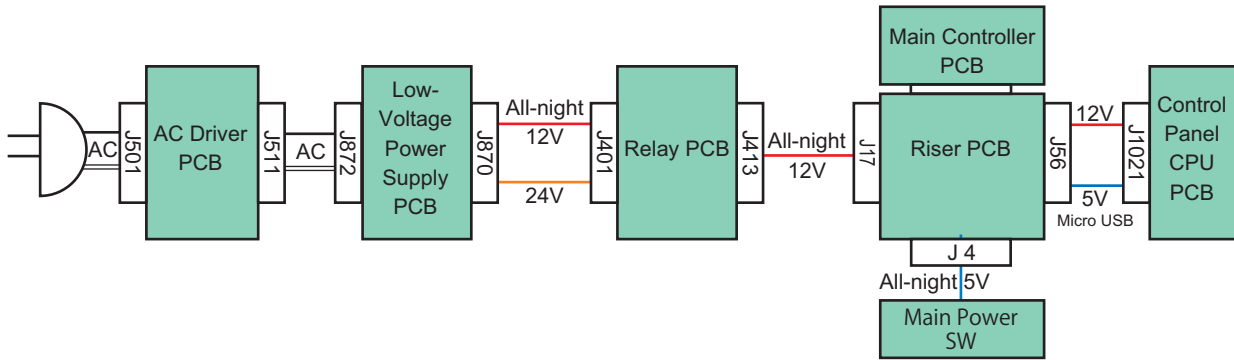 AC
J501
AC Driver
PCB
J511
AC
J872
Low-
Voltage
Power
Supply
PCB
J870
All-night
12V
24V
J401
Relay PCB
J413
All-night
12V
J17
Main Controller
PCB
Riser PCB
J56
12V
5V
Micro USB
J1021
Control
Panel
CPU
PCB
J 4
All-night 5V
Main Power
SW